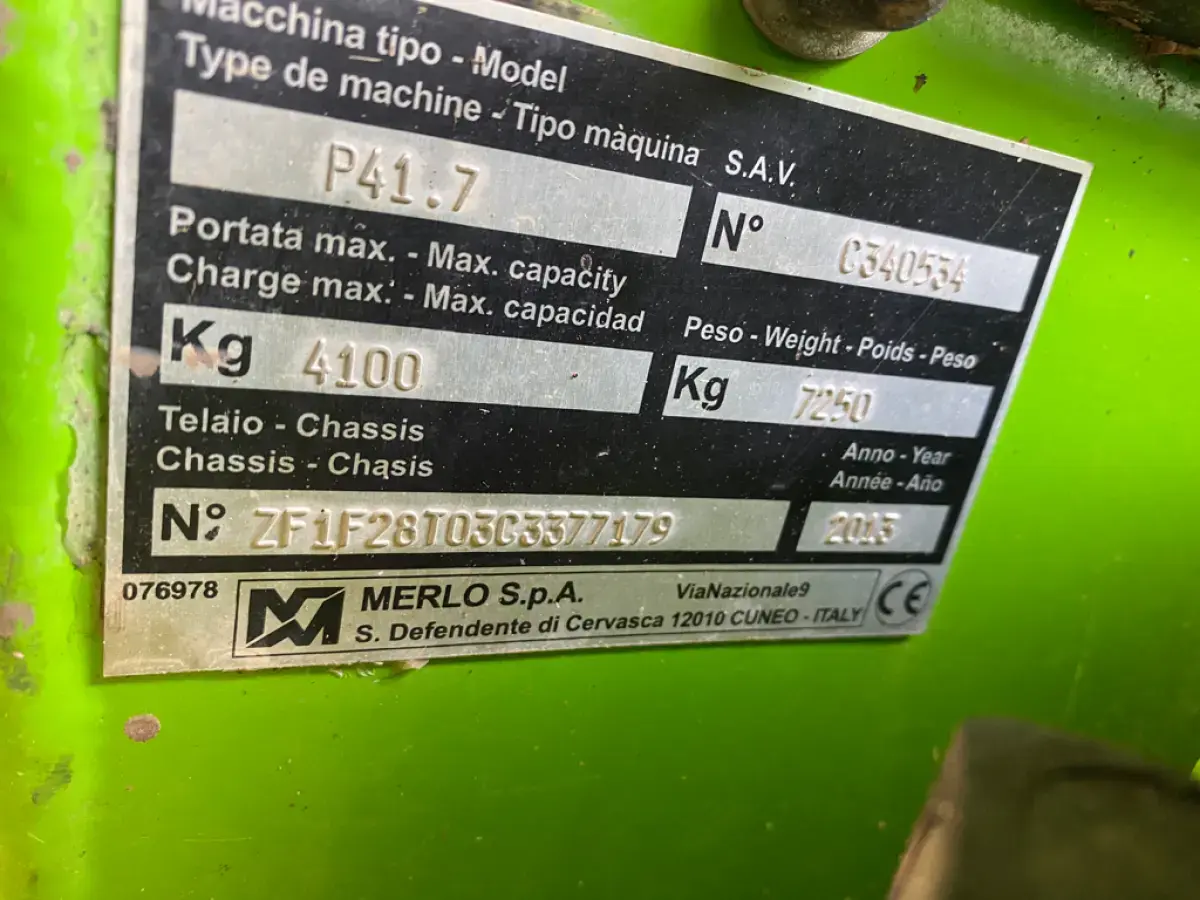 Macchina tipo - Model
Type de machine - Tipo màquina
S.A.V.
P41.7
Nº C340534
Portata max. - Max. capacity
Charge max. - Max. capacidad
Peso - Weight - Poids - Peso
Kg 4100
Kg 7250
Telaio - Chassis
Chassis - Chasis
Anno - Year
Année - Año
Nº ZF1F28T03C3377179
2013
076978
MERLO S.p.A. ViaNazionale9
S. Defendente di Cervasca 12010 CUNEO - ITALY
CE